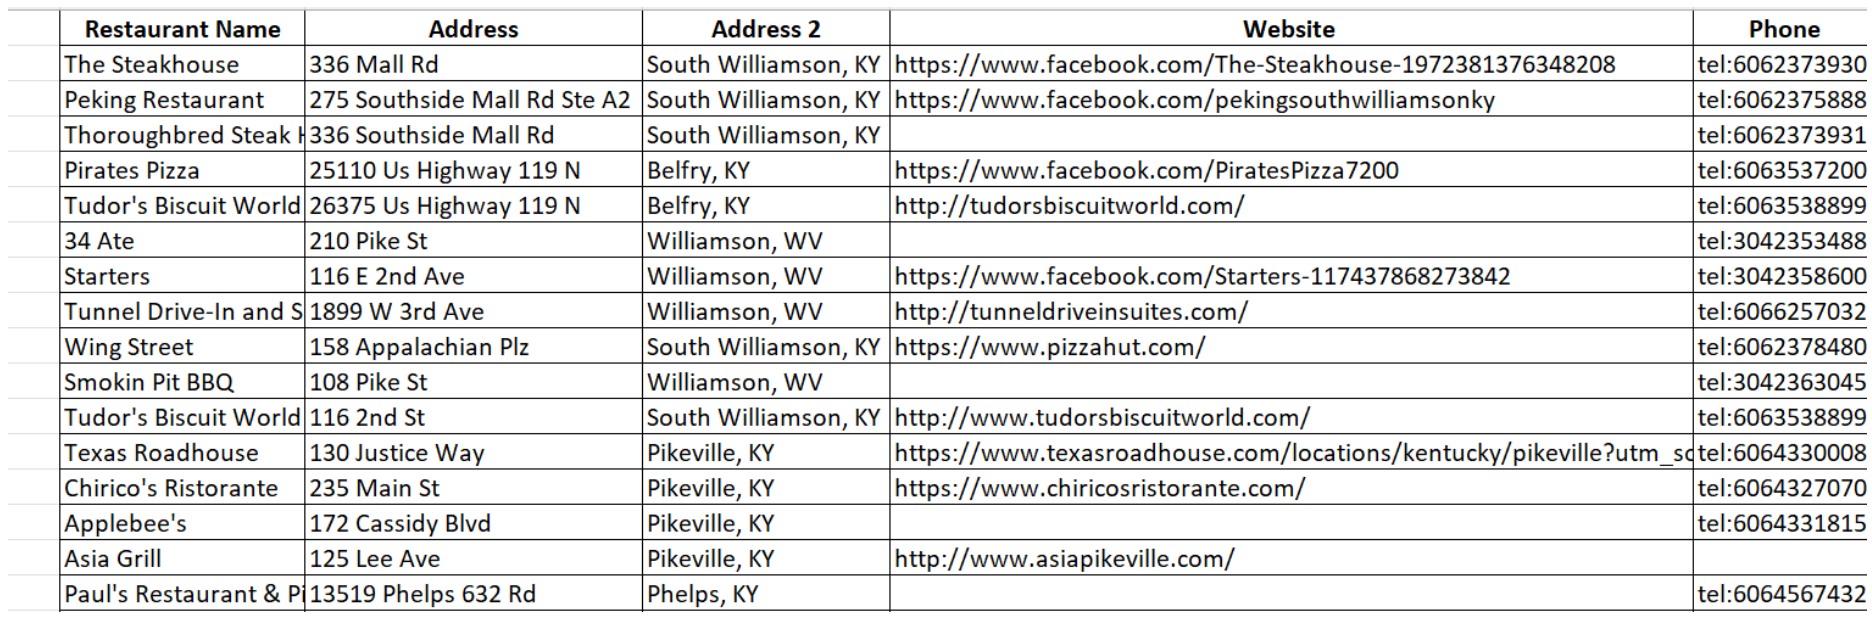 Restaurant Name Address Address 2 Website Phone
The Steakhouse 336 Mall Rd South Williamson, KY https://www.facebook.com/The-Steakhouse-1972381376348208 tel:6062373930
Peking Restaurant 275 Southside Mall Rd Ste A2 South Williamson, KY https://www.facebook.com/pekingsouthwilliamsonky tel:6062375888
Thoroughbred Steak 336 Southside Mall Rd South Williamson, KY tel:6062373931
Pirates Pizza 25110 Us Highway 119 N Belfry, KY https://www.facebook.com/PiratesPizza7200 tel:6063537200
Tudor's Biscuit World 26375 Us Highway 119 N Belfry, KY http://tudorsbiscuitworld.com/ tel:6063538899
34 Ate 210 Pike St Williamson, WV tel:3042353488
Starters 116 E 2nd Ave Williamson, WV https://www.facebook.com/Starters-117437868273842 tel:3042358600
Tunnel Drive-In and S 1899 W 3rd Ave Williamson, WV http://tunneldriveinsuites.com/ tel:6066257032
Wing Street 158 Appalachian Plz South Williamson, KY https://www.pizzahut.com/ tel:6062378480
Smokin Pit BBQ 108 Pike St Williamson, WV tel:3042363045
Tudor's Biscuit World 116 2nd St South Williamson, KY http://www.tudorsbiscuitworld.com/ tel:6063538899
Texas Roadhouse 130 Justice Way Pikeville, KY https://www.texasroadhouse.com/locations/kentucky/pikeville?utm_sc tel:6064330008
Chirico's Ristorante 235 Main St Pikeville, KY https://www.chiricosristorante.com/ tel:6064327070
Applebee's 172 Cassidy Blvd Pikeville, KY tel:6064331815
Asia Grill 125 Lee Ave Pikeville, KY http://www.asiapikeville.com/
Paul's Restaurant & Pi 13519 Phelps 632 Rd Phelps, KY tel:6064567432